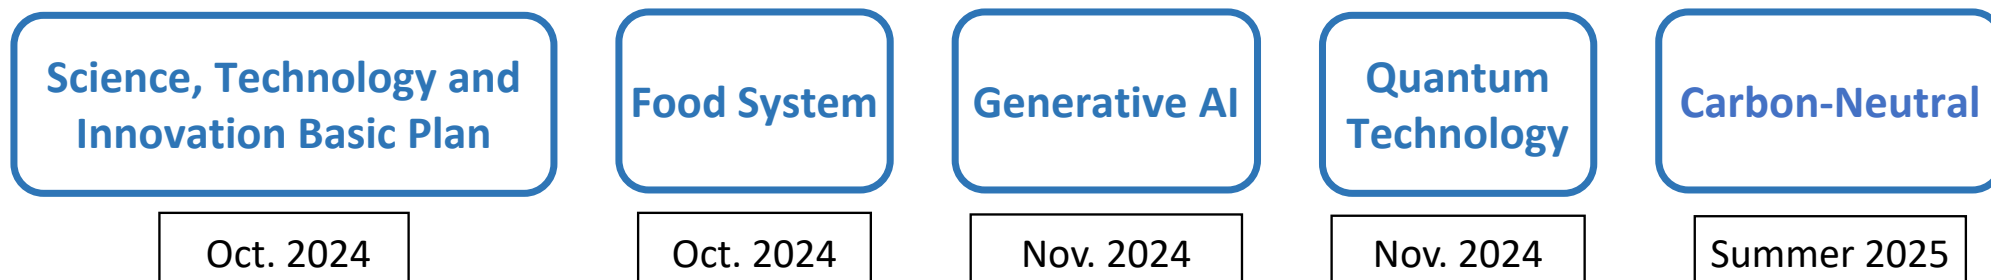 Science, Technology and
Innovation Basic Plan
Food System
Generative AI
Quantum
Technology
Carbon-Neutral
Oct. 2024
Oct. 2024
Nov. 2024
Nov. 2024
Summer 2025